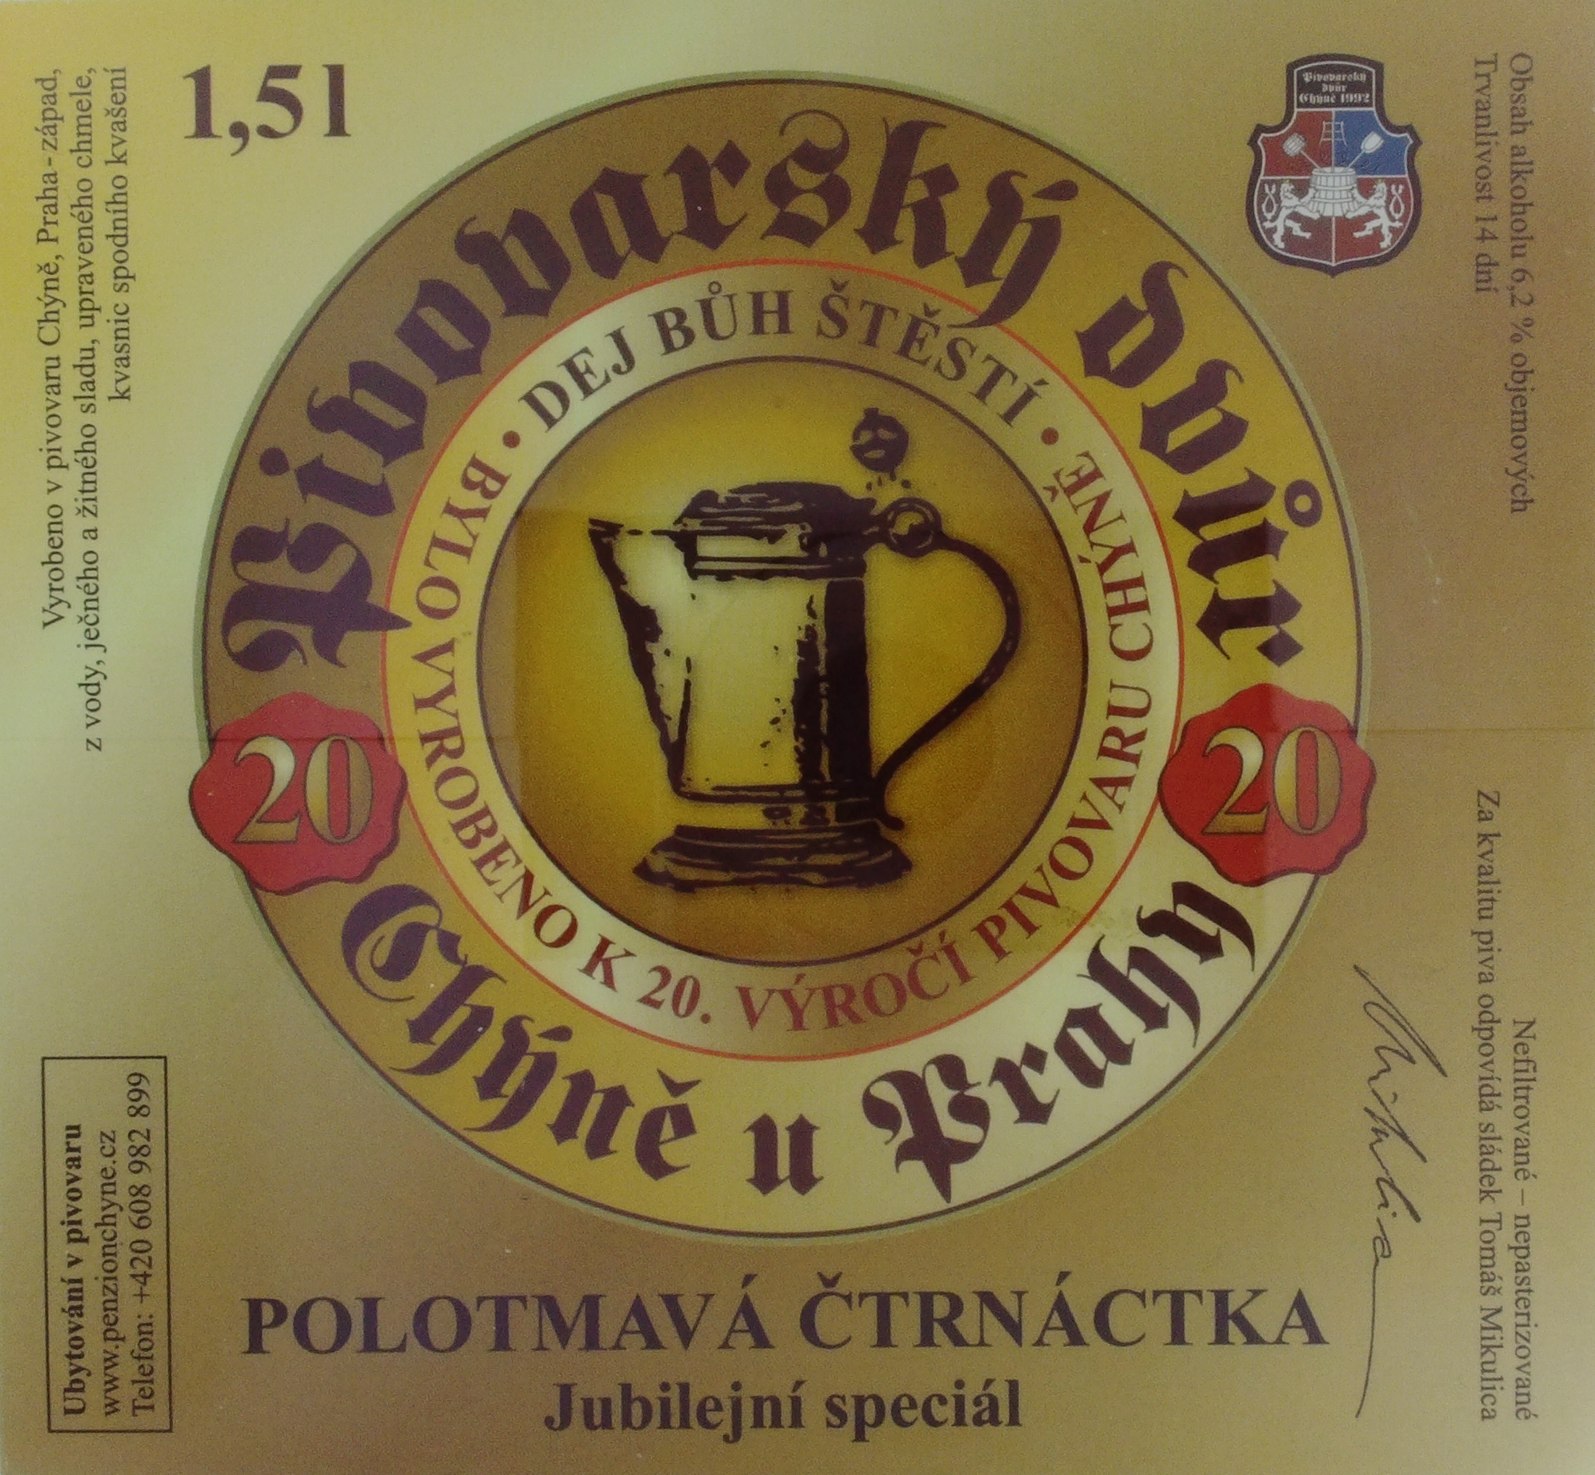 1,5 l
Vyrobeno v pivovaru Chýně, Praha - západ,
z vody, ječného a žitného sladu, upraveného chmele,
kvasnic spodního kvašení
Pivovarský
dvůr
Chýně 1992
Obsah alkoholu 6,2 % objemových
Trvanlivost 14 dní
Pivovarský dvůr
Chýně u Prahy
20
20
• DEJ BŮH ŠTĚSTÍ •
BYLO VYROBENO K 20. VÝROČÍ PIVOVARU CHÝNĚ
Nefiltrované – nepasterizované
Za kvalitu piva odpovídá sládek Tomáš Mikulica
Ubytování v pivovaru
www.penzionchyne.cz
Telefon: +420 608 982 899
POLOTMAVÁ ČTRNÁCTKA
Jubilejní speciál